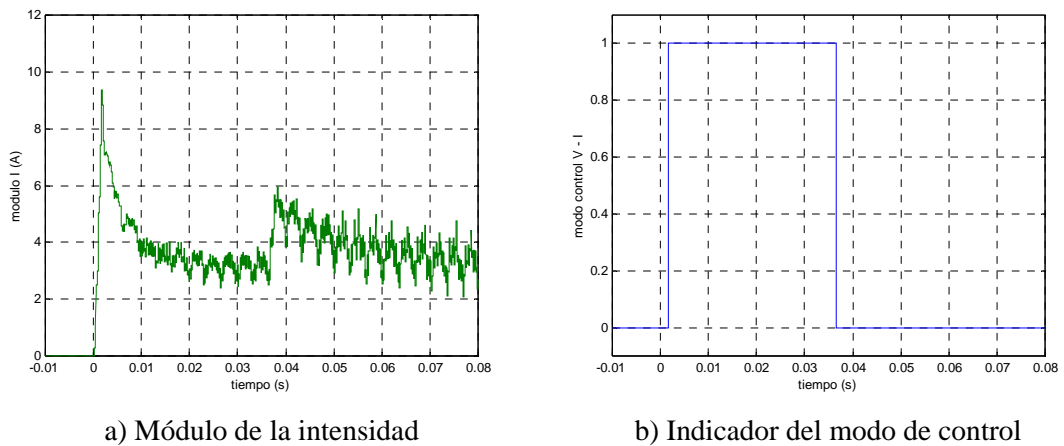 12
10
8
6
4
2
0
modulo I (A)
-0.01 0 0.01 0.02 0.03 0.04 0.05 0.06 0.07 0.08
tiempo (s)
a) Módulo de la intensidad
1
0.8
0.6
0.4
0.2
0
modo control V - I
-0.01 0 0.01 0.02 0.03 0.04 0.05 0.06 0.07 0.08
tiempo (s)
b) Indicador del modo de control